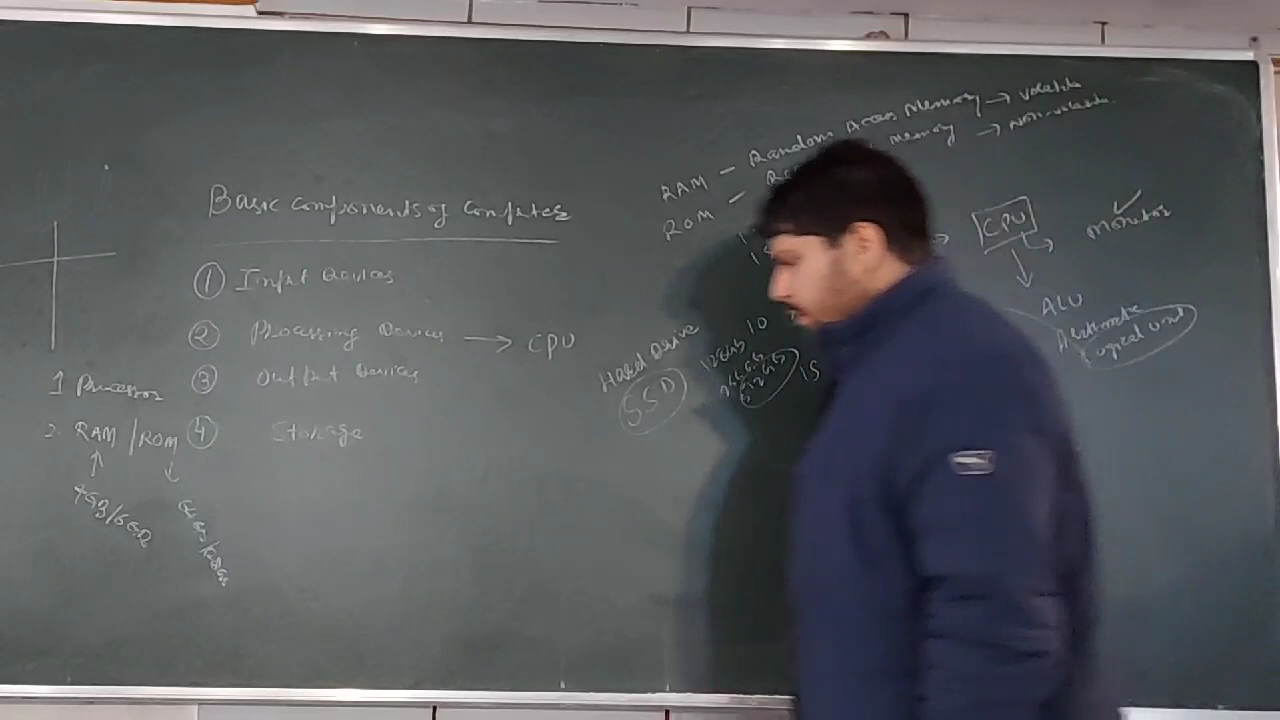 Basic Components of Computer
1 Input Devices
2 Processing Devices → CPU
3 Output Devices
4 Storage
1 Processor
2. RAM / ROM
RAM - Random Access Memory → volatile
ROM - memory → Non-volatile
CPU
Monitor
ALU
Arithmetic
logical unit
Hard Drive
SSD
10
15